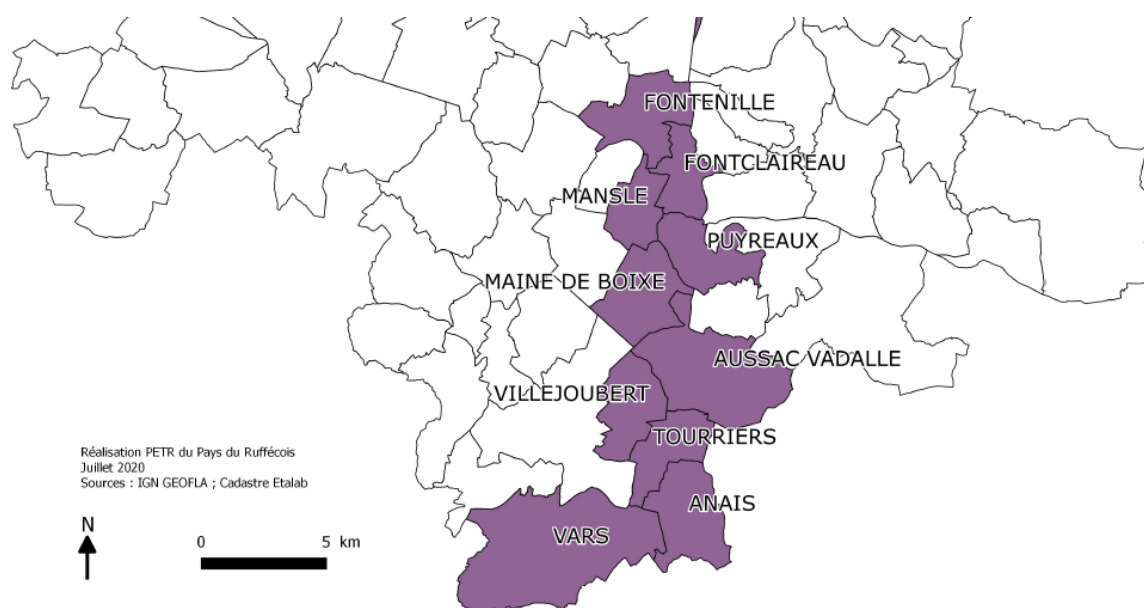 FONTENILLE
FONTCLAIREAU
MANSLE
PUYREAUX
MAINE DE BOIXE
AUSSAC VADALLE
VILLEJOUBERT
TOURRIERS
ANAIS
VARS
Réalisation PETR du Pays du Ruffécois
Juillet 2020
Sources : IGN GEOFLA ; Cadastre Etalab
N
0 5 km